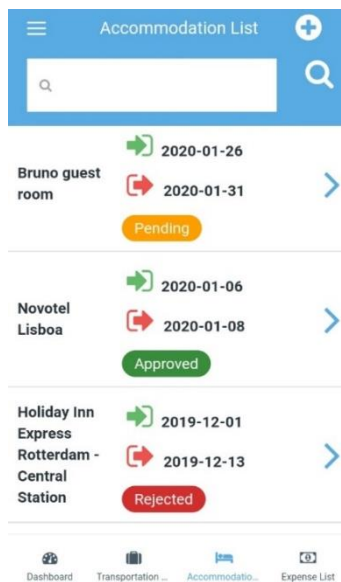 Accommodation List
2020-01-26
Bruno guest
room
2020-01-31
Pending
2020-01-06
Novotel
Lisboa
2020-01-08
Approved
Holiday Inn
Express
Rotterdam -
Central
Station
2019-12-01
2019-12-13
Rejected
Dashboard
Transportation ...
Accommodatio...
Expense List